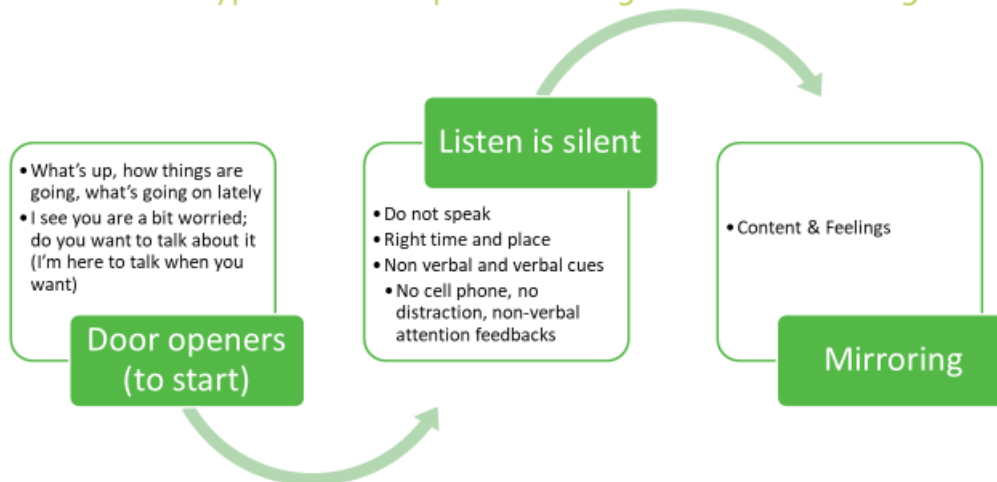 • What's up, how things are
going, what's going on lately
• I see you are a bit worried;
do you want to talk about it
(I'm here to talk when you
want)
Door openers
(to start)
Listen is silent
• Do not speak
• Right time and place
• Non verbal and verbal cues
• No cell phone, no
distraction, non-verbal
attention feedbacks
• Content & Feelings
Mirroring